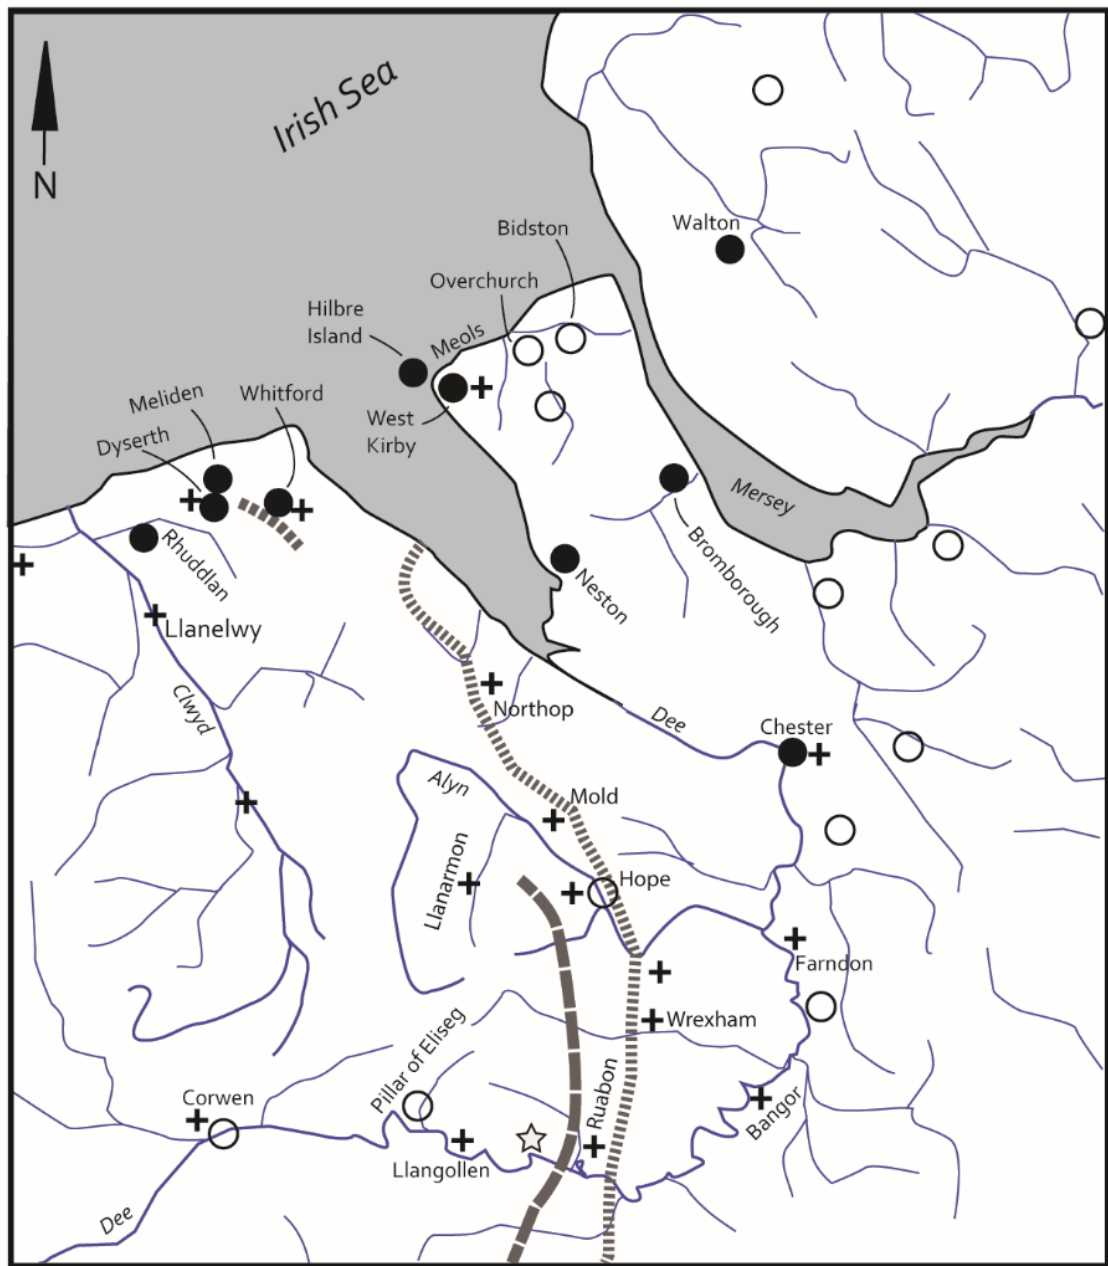 Irish Sea
N
Walton
Bidston
Overchurch
Hilbre
Island
Meols
Meliden
Whitford
West
Kirby
Dyserth
Mersey
Rhuddlan
Neston
Bromborough
Llanelwy
Clwyd
Northop
Dee
Chester
Alyn
Mold
Llanarmon
Hope
Farndon
Wrexham
Pillar of Eliseg
Ruabon
Corwen
Bangor
Llangollen
Dee